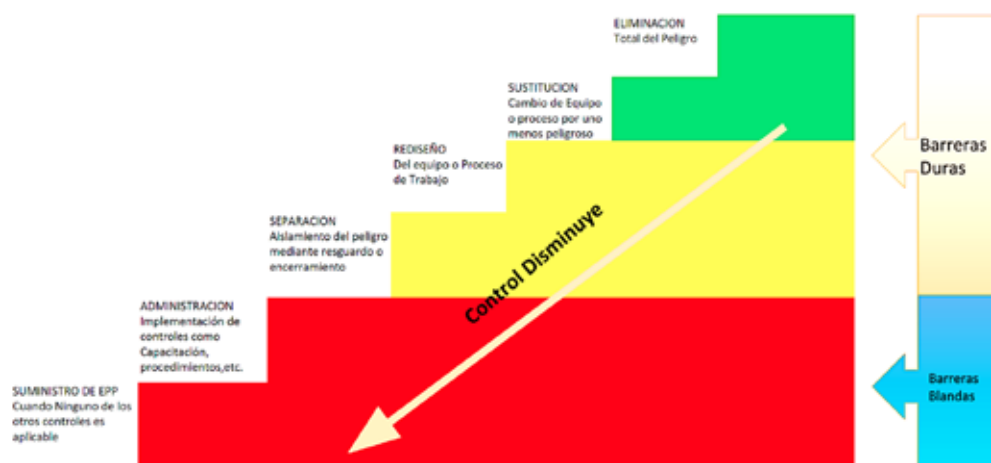 ELIMINACION
Total del Peligro
SUSTITUCION
Cambio de Equipo
o proceso por uno
menos peligroso
REDISEÑO
Del equipo o Proceso
de Trabajo
SEPARACION
Aislamiento del peligro
mediante resguardo o
encerramiento
ADMINISTRACION
Implementación de
controles como
Capacitación,
procedimientos,etc.
SUMINISTRO DE EPP
Cuando Ninguno de los
otros controles es
aplicable
Control Disminuye
Barreras
Duras
Barreras
Blandas